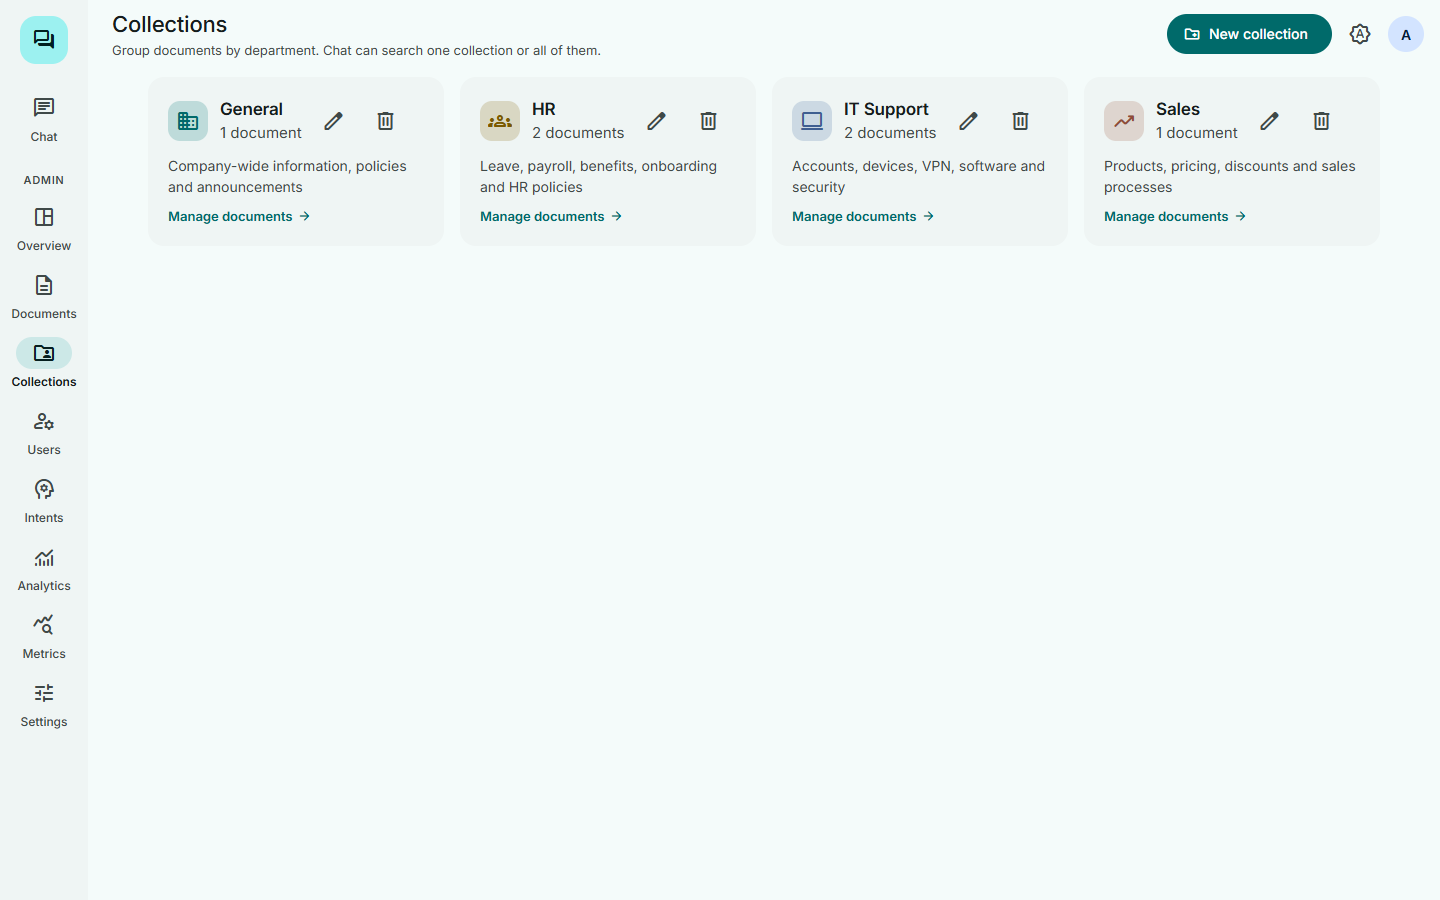 Collections
Group documents by department. Chat can search one collection or all of them.
New collection
A
Chat
ADMIN
Overview
Documents
Collections
Users
Intents
Analytics
Metrics
Settings
General
1 document
Company-wide information, policies
and announcements
Manage documents
HR
2 documents
Leave, payroll, benefits, onboarding
and HR policies
Manage documents
IT Support
2 documents
Accounts, devices, VPN, software and
security
Manage documents
Sales
1 document
Products, pricing, discounts and sales
processes
Manage documents